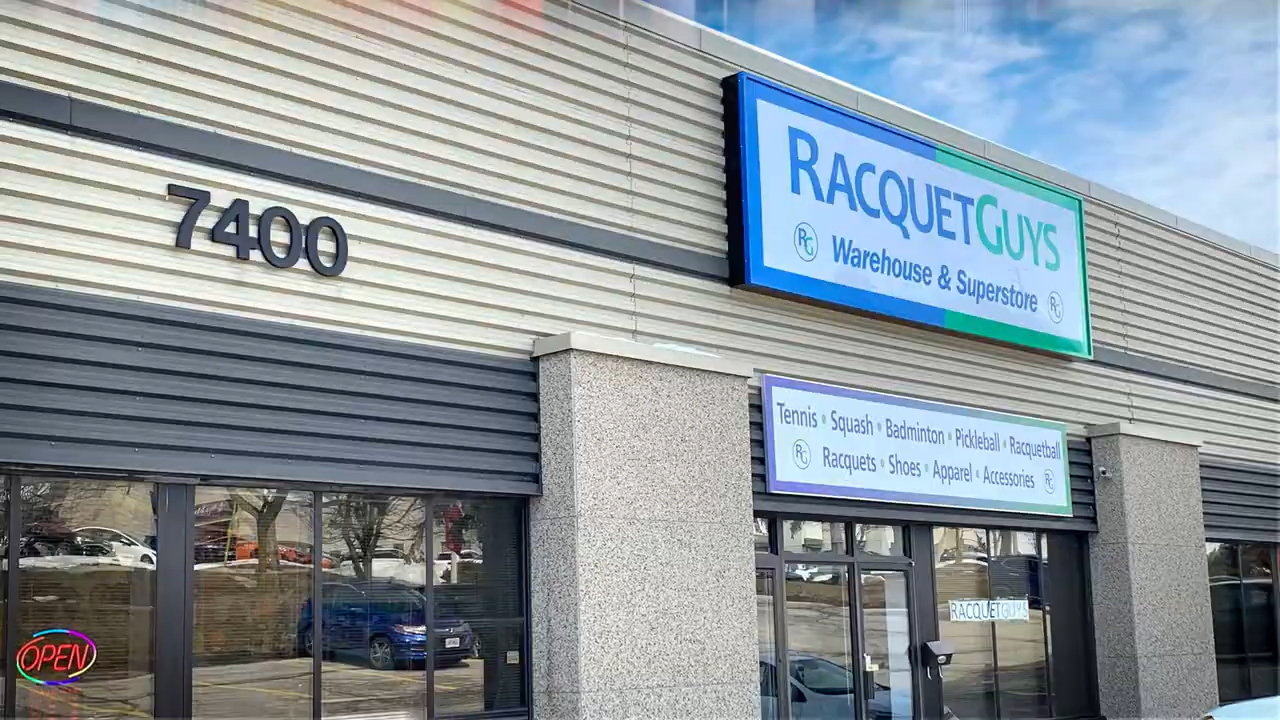 7400
RACQUETGUYS
RG Warehouse & Superstore RG
Tennis • Squash • Badminton • Pickleball • Racquetball
RG Racquets • Shoes • Apparel • Accessories RG
RACQUETGUYS
OPEN